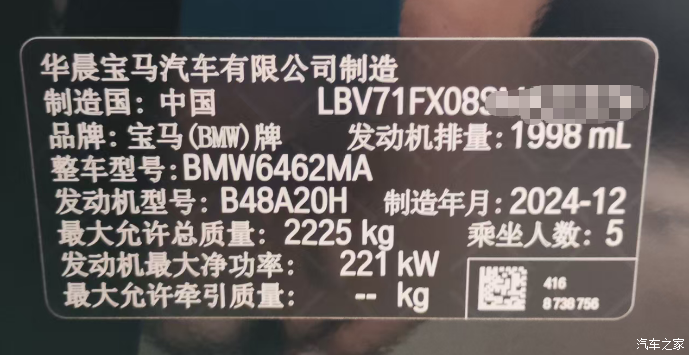 华晨宝马汽车有限公司制造
制造国：中国 LBV71FX08S
品牌：宝马(BMW)牌 发动机排量：1998 mL
整车型号：BMW6462MA
发动机型号：B48A20H 制造年月：2024-12
最大允许总质量：2225 kg 乘坐人数：5
发动机最大净功率：221 kW
最大允许牵引质量：-- kg
416
8 738 756
汽车之家